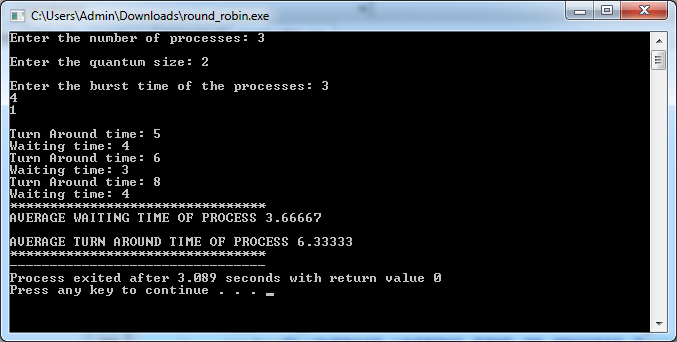 C:\Users\Admin\Downloads\round_robin.exe
Enter the number of processes: 3
Enter the quantum size: 2
Enter the burst time of the processes: 3
4
1
Turn Around time: 5
Waiting time: 4
Turn Around time: 6
Waiting time: 3
Turn Around time: 8
Waiting time: 4
********************************
AVERAGE WAITING TIME OF PROCESS 3.66667
AVERAGE TURN AROUND TIME OF PROCESS 6.33333
********************************
--------------------------------
Process exited after 3.089 seconds with return value 0
Press any key to continue . . . _